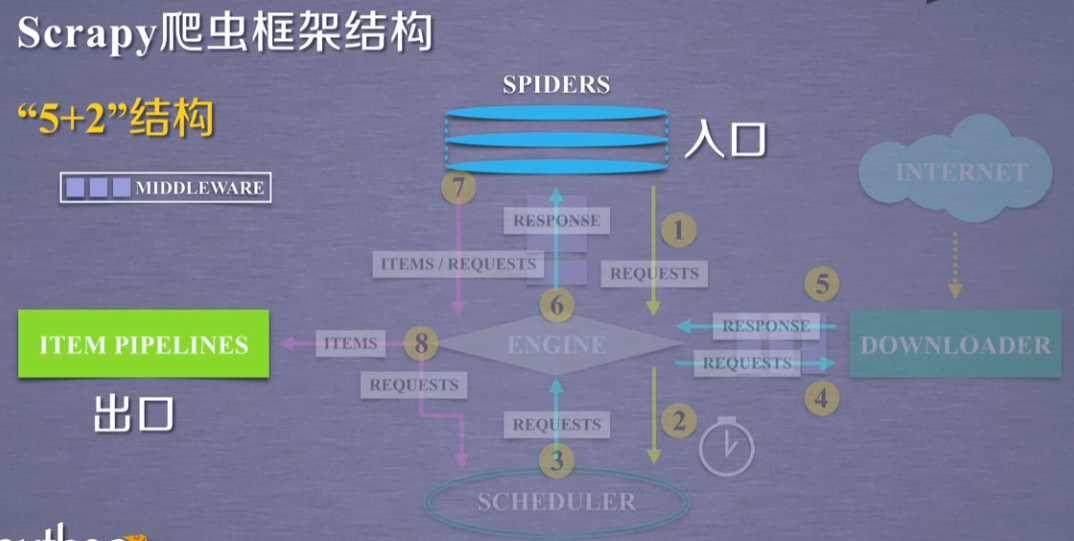 Scrapy爬虫框架结构
“5+2”结构
MIDDLEWARE
SPIDERS
入口
INTERNET
7
RESPONSE
1
ITEMS / REQUESTS
REQUESTS
5
6
RESPONSE
ITEM PIPELINES
ITEMS
8
ENGINE
DOWNLOADER
REQUESTS
REQUESTS
4
出口
REQUESTS
2
3
SCHEDULER